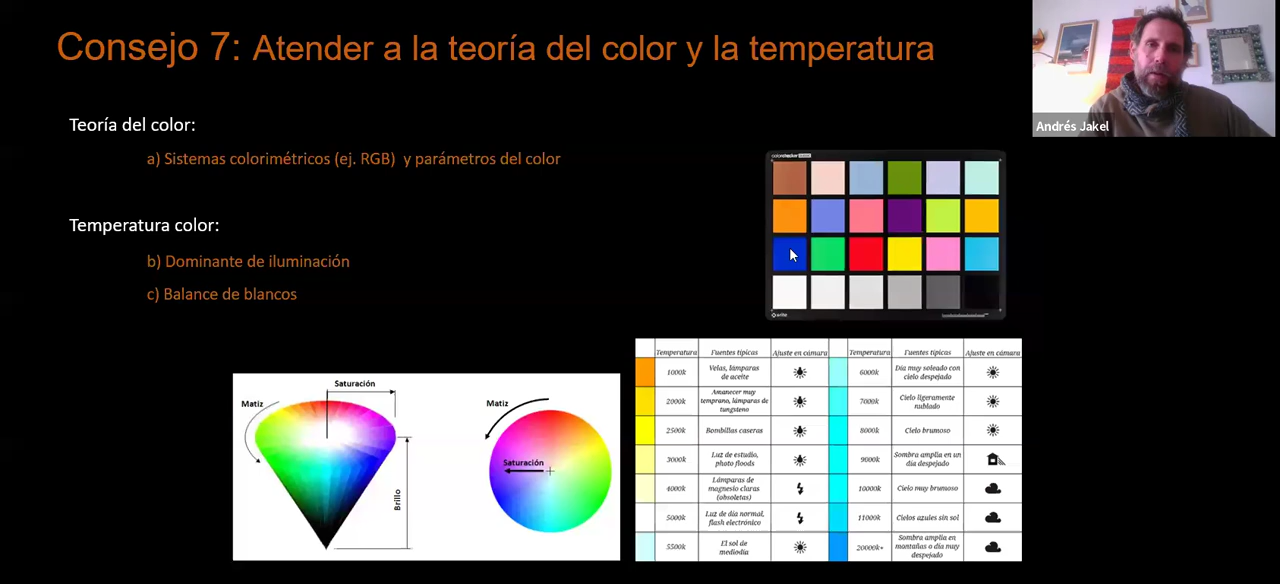 Consejo 7: Atender a la teoría del color y la temperatura
Andrés Jakel
Teoría del color:
a) Sistemas colorimétricos (ej. RGB) y parámetros del color
Temperatura color:
b) Dominante de iluminación
c) Balance de blancos
colorchecker
Saturación
Matiz
Brillo
Matiz
Saturación
Temperatura Fuentes típicas Ajuste en cámara Temperatura Fuentes típicas Ajuste en cámara
1000k
Velas, lámparas
de aceite
6000k
Día muy soleado con
cielo despejado
2000k
Amanecer muy
temprano, lámparas de
tungsteno
7000k
Cielo ligeramente
nublado
2500k
Bombillas caseras
8000k
Cielo brumoso
3000k
Luz de estudio,
photo floods
9000k
Sombra amplia en un
día despejado
4000k
Lámparas de
magnesio claras
(obsoletas)
10000k
Cielo muy brumoso
5000k
Luz de día normal,
flash electrónico
11000k
Cielos azules sin sol
5500k
El sol de
mediodía
20000k+
Sombra amplia en
montañas o día muy
despejado